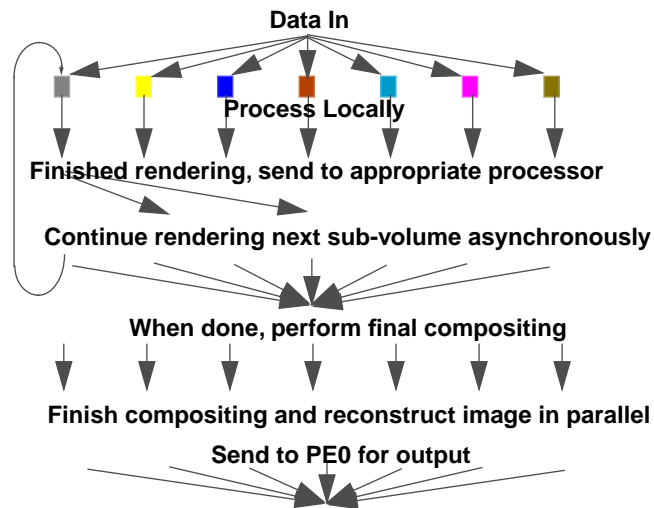 Data In
Process Locally
Finished rendering, send to appropriate processor
Continue rendering next sub-volume asynchronously
When done, perform final compositing
Finish compositing and reconstruct image in parallel
Send to PE0 for output